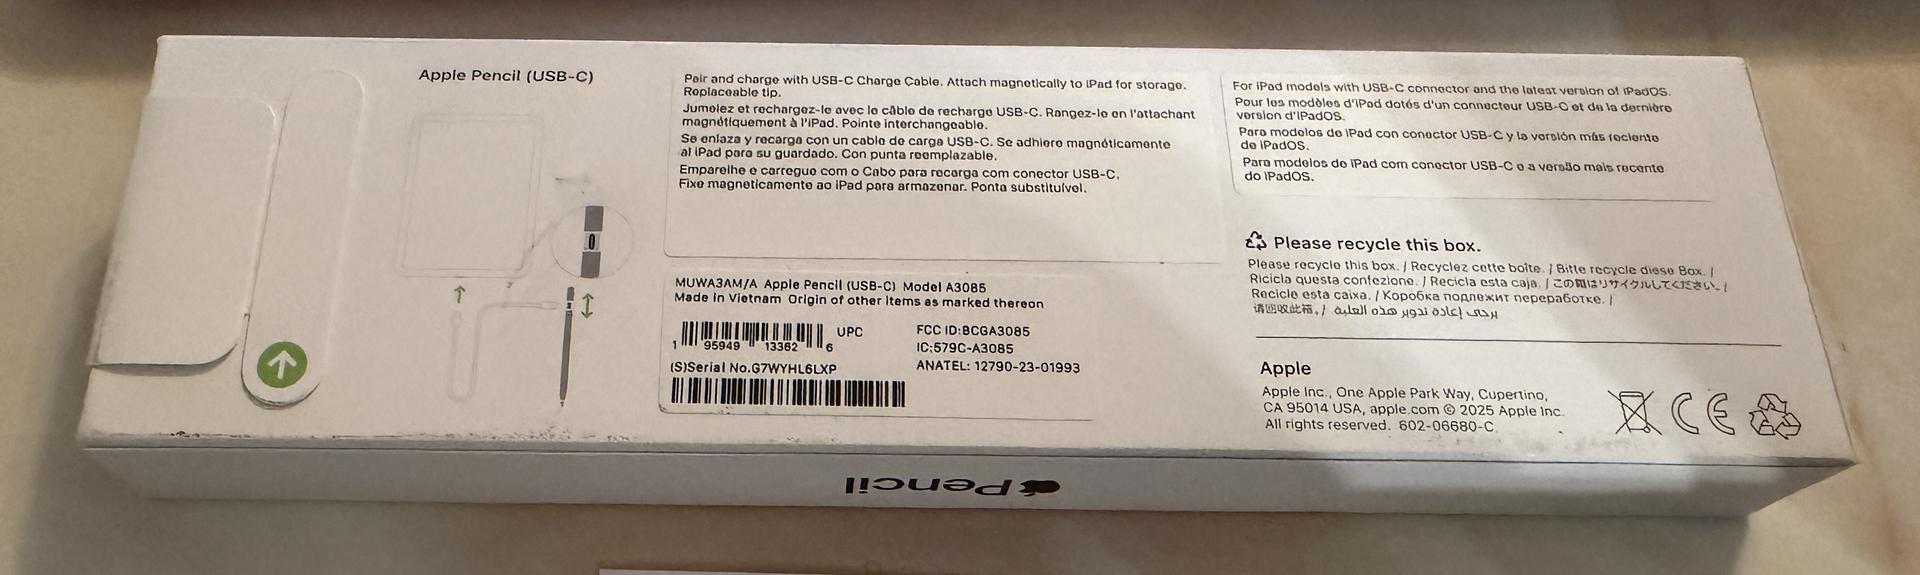 Apple Pencil (USB-C)
Pair and charge with USB-C Charge Cable. Attach magnetically to iPad for storage.
Replaceable tip.
Jumelez et rechargez-le avec le câble de recharge USB-C. Rangez-le en l'attachant
magnétiquement à l'iPad. Pointe interchangeable.
Se enlaza y recarga con un cable de carga USB-C. Se adhiere magnéticamente
al iPad para su guardado. Con punta reemplazable.
Emparelhe e carregue com o Cabo para recarga com conector USB-C.
Fixe magneticamente ao iPad para armazenar. Ponta substituível.
MUWA3AM/A Apple Pencil (USB-C) Model A3085
Made in Vietnam Origin of other items as marked thereon
UPC
1 95949 13362 6
(S)Serial No.G7WYHL6LXP
FCC ID:BCGA3085
IC:579C-A3085
ANATEL: 12790-23-01993
For iPad models with USB-C connector and the latest version of iPadOS.
Pour les modèles d'iPad dotés d'un connecteur USB-C et de la dernière
version d'iPadOS.
Para modelos de iPad con conector USB-C y la versión más reciente
de iPadOS.
Para modelos de iPad com conector USB-C e a versão mais recente
do iPadOS.
Please recycle this box.
Please recycle this box. / Recyclez cette boîte. / Bitte recycle diese Box. /
Ricicla questa confezione. / Recicla esta caja. / この箱はリサイクルしてください。/
Recicle esta caixa. / Коробка подлежит переработке. /
请回收此箱。/ يرجى إعادة تدوير هذه العلبة
Apple
Apple Inc., One Apple Park Way, Cupertino,
CA 95014 USA, apple.com © 2025 Apple Inc.
All rights reserved. 602-06680-C
CE
Pencil